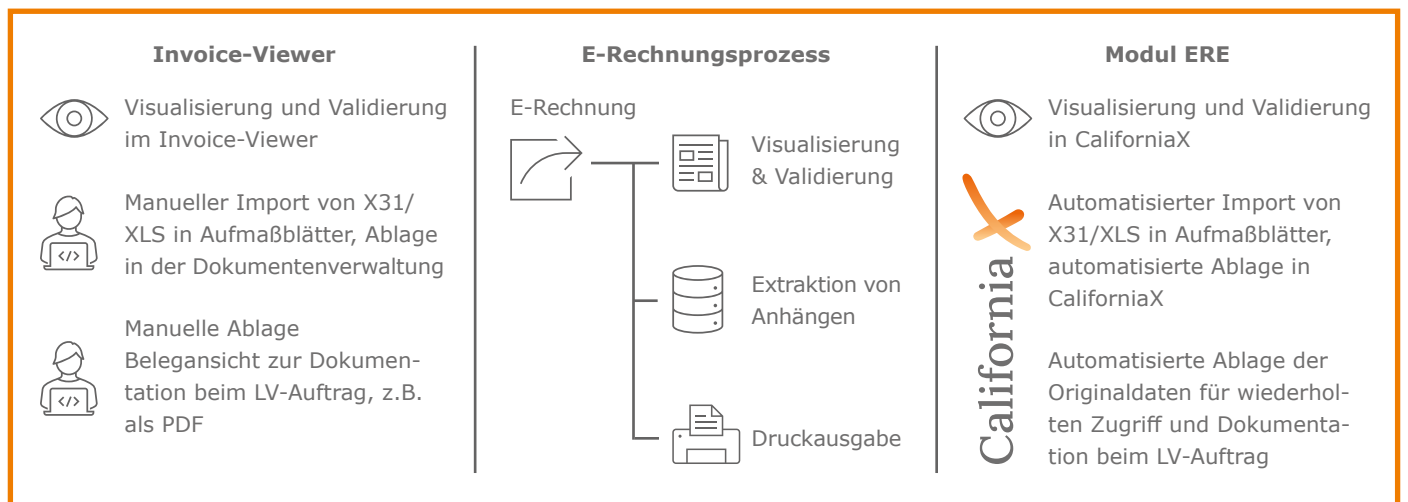 Invoice-Viewer
Visualisierung und Validierung
im Invoice-Viewer
</>
Manueller Import von X31/
XLS in Aufmaßblätter, Ablage
in der Dokumentenverwaltung
</>
Manuelle Ablage
Belegansicht zur Dokumen-
tation beim LV-Auftrag, z.B.
als PDF
E-Rechnungsprozess
E-Rechnung
Visualisierung
& Validierung
Extraktion von
Anhängen
Druckausgabe
Modul ERE
Visualisierung und Validierung
in CaliforniaX
California X
Automatisierter Import von
X31/XLS in Aufmaßblätter,
automatisierte Ablage in
CaliforniaX
Automatisierte Ablage der
Originaldaten für wiederhol-
ten Zugriff und Dokumenta-
tion beim LV-Auftrag